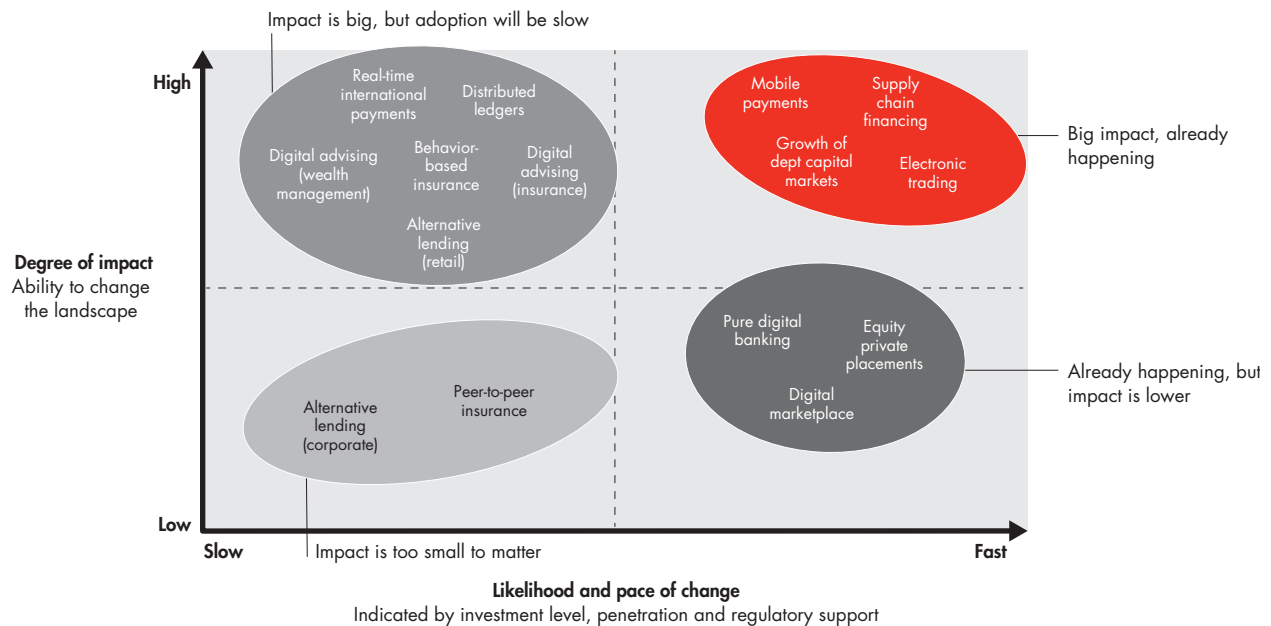 Impact is big, but adoption will be slow
High
Real-time
international
payments
Distributed
ledgers
Digital advising
(wealth
management)
Behavior-
based
insurance
Digital
advising
(insurance)
Alternative
lending
(retail)
Mobile
payments
Supply
chain
financing
Growth of
dept capital
markets
Electronic
trading
Big impact, already
happening
Degree of impact
Ability to change
the landscape
Alternative
lending
(corporate)
Peer-to-peer
insurance
Pure digital
banking
Equity
private
placements
Digital
marketplace
Already happening, but
impact is lower
Low
Slow
Impact is too small to matter
Fast
Likelihood and pace of change
Indicated by investment level, penetration and regulatory support